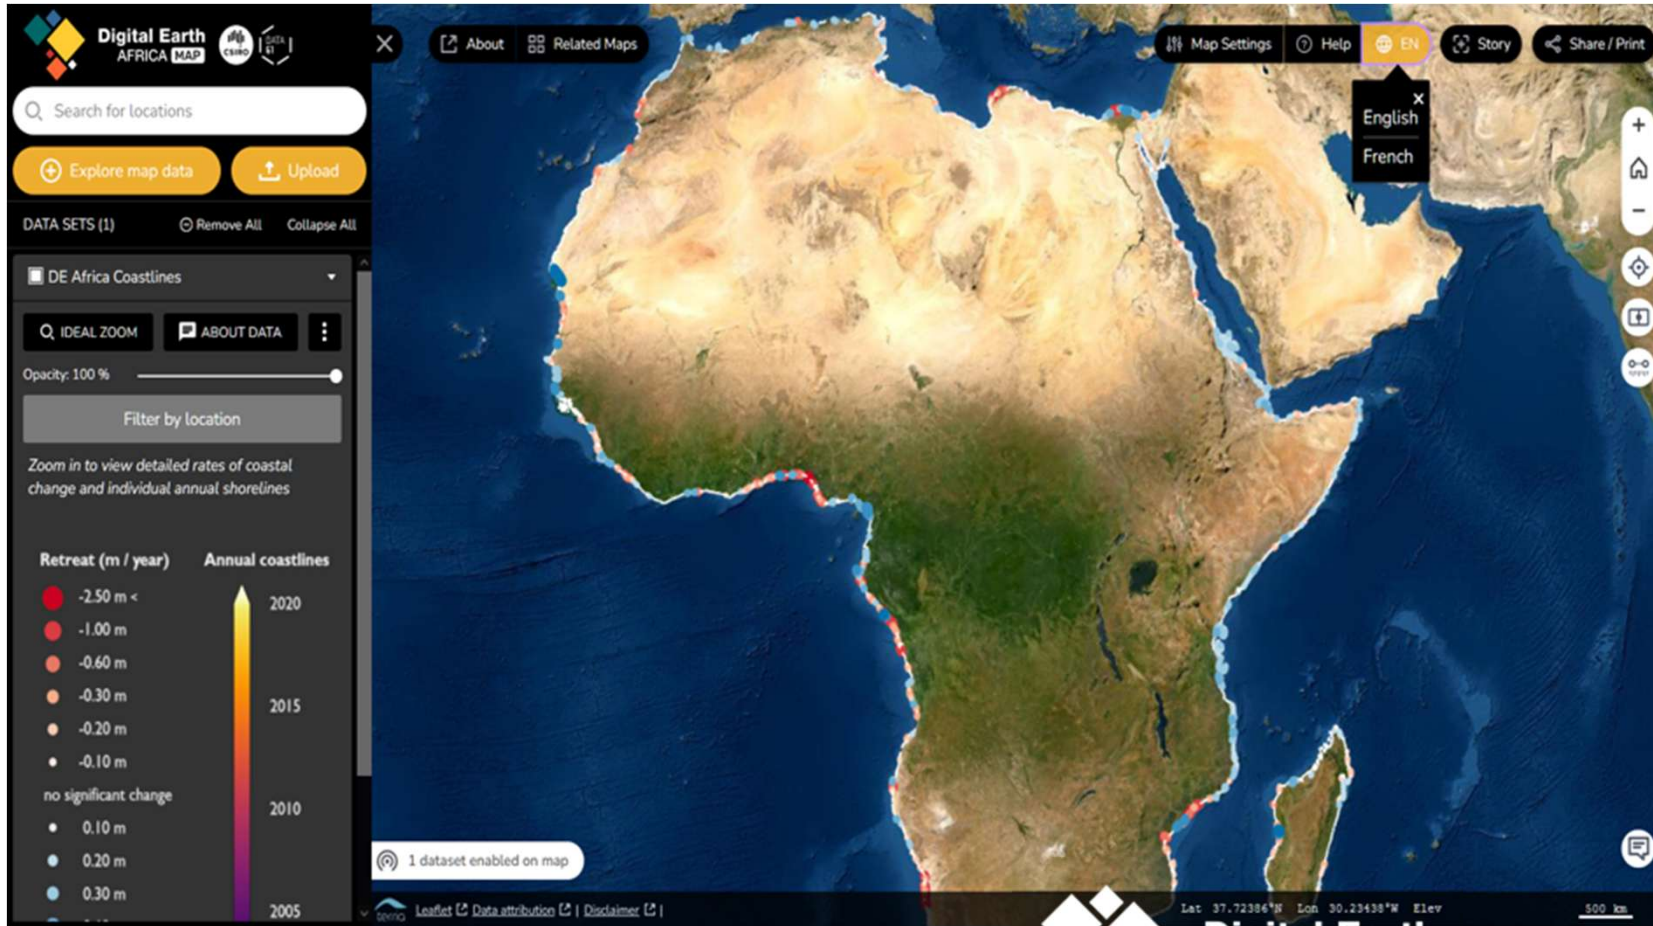 Digital Earth
AFRICA MAP
CSIRO
DATA
61
About
Related Maps
Map Settings
Help
EN
Story
Share / Print
English
French
Search for locations
Explore map data
Upload
DATA SETS (1)
Remove All
Collapse All
DE Africa Coastlines
IDEAL ZOOM
ABOUT DATA
Opacity: 100 %
Filter by location
Zoom in to view detailed rates of coastal
change and individual annual shorelines
Retreat (m / year)
Annual coastlines
-2.50 m <
2020
-1.00 m
-0.60 m
-0.30 m
2015
-0.20 m
-0.10 m
no significant change
2010
0.10 m
0.20 m
0.30 m
2005
1 dataset enabled on map
terria
Leaflet
Data attribution
|
Disclaimer
|
Lat 37.72386°N Lon 30.23438°W Elev
500 km